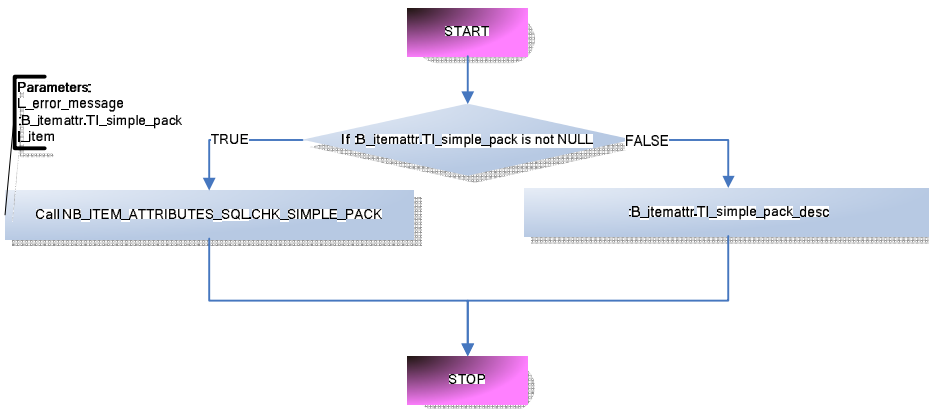 START
Parameters:
L_error_message
:B_itemattr.TI_simple_pack
I_item
TRUE
If :B_itemattr.TI_simple_pack is not NULL
FALSE
Call NB_ITEM_ATTRIBUTES_SQL.CHK_SIMPLE_PACK
:B_itemattr.TI_simple_pack_desc
STOP